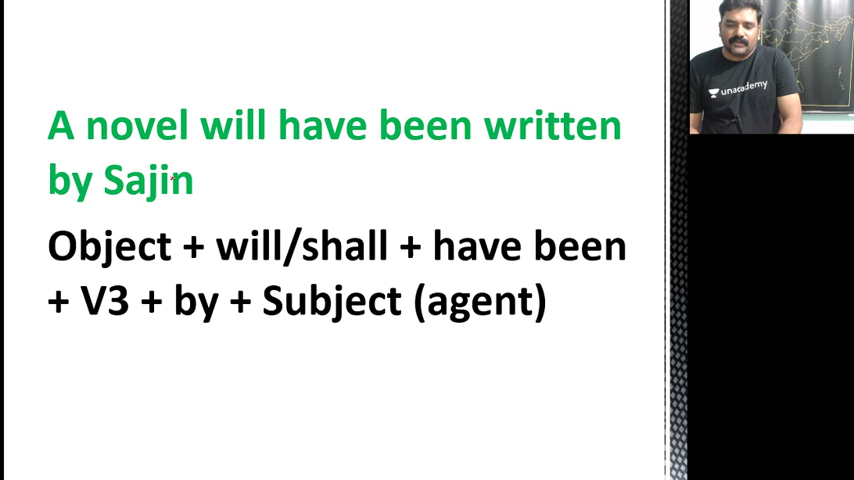 A novel will have been written
by Sajin
Object + will/shall + have been
+ V3 + by + Subject (agent)
unacademy